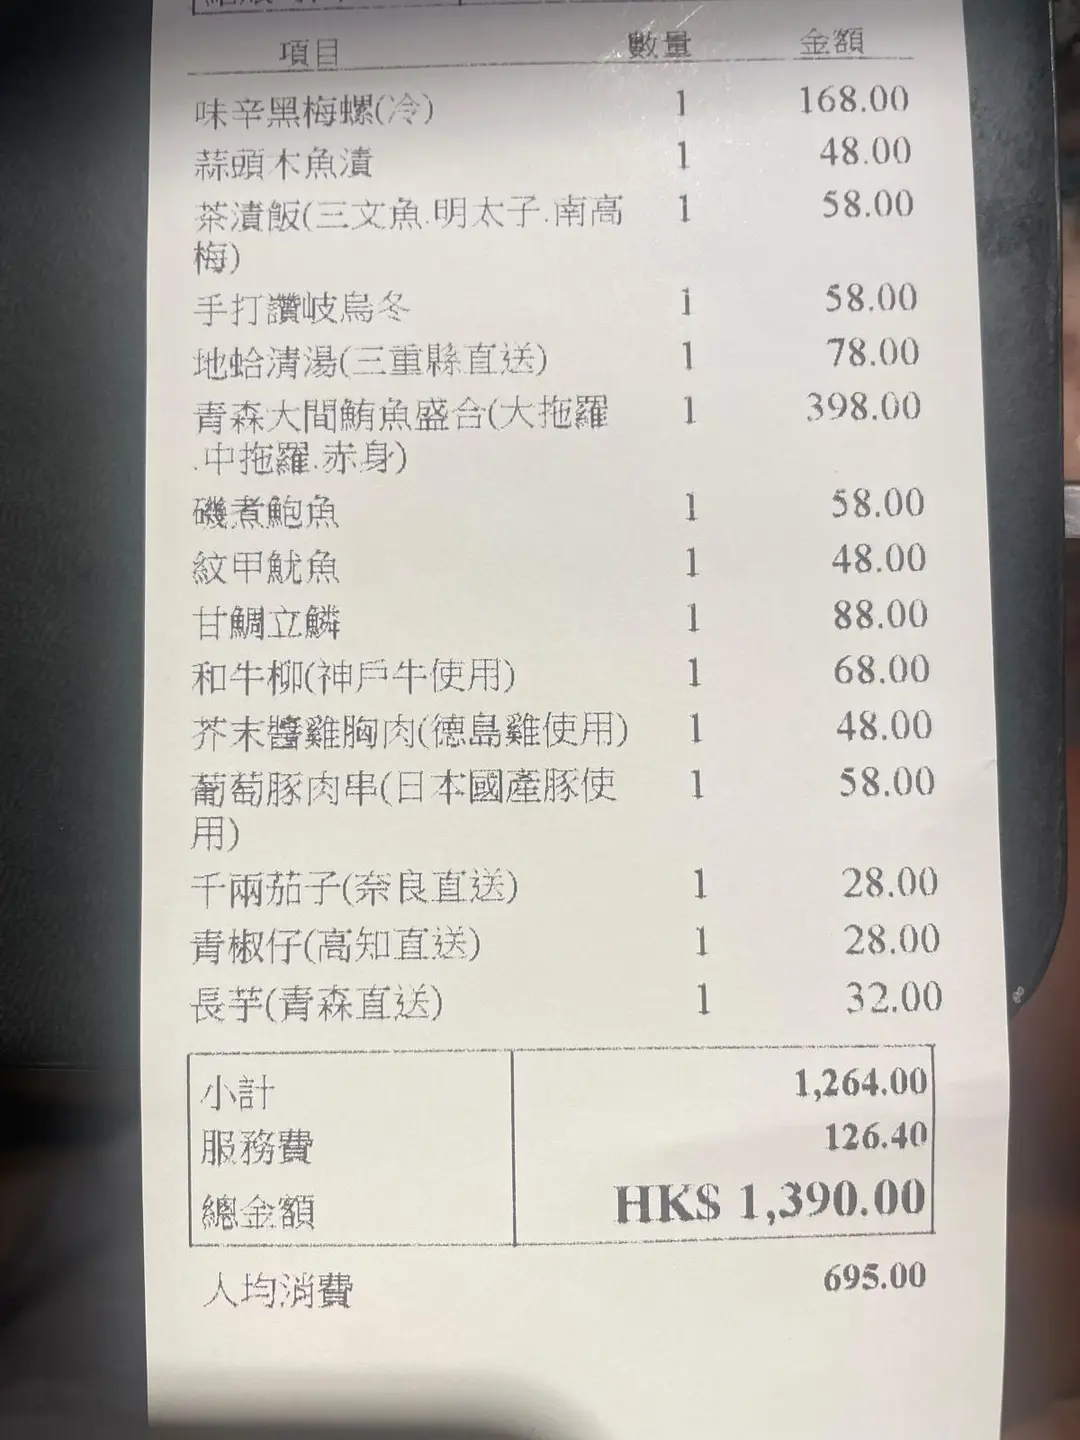 項目 數量 金額
味辛黑梅螺(冷) 1 168.00
蒜頭木魚漬 1 48.00
茶漬飯(三文魚.明太子.南高 1 58.00
梅)
手打讚岐烏冬 1 58.00
地蛤清湯(三重縣直送) 1 78.00
青森大間鮪魚盛合(大拖羅 1 398.00
.中拖羅.赤身)
磯煮鮑魚 1 58.00
紋甲魷魚 1 48.00
甘鯛立鱗 1 88.00
和牛柳(神戶牛使用) 1 68.00
芥末醬雞胸肉(德島雞使用) 1 48.00
葡萄豚肉串(日本國產豚使 1 58.00
用)
千兩茄子(奈良直送) 1 28.00
青椒仔(高知直送) 1 28.00
長芋(青森直送) 1 32.00
小計 1,264.00
服務費 126.40
總金額 HK$ 1,390.00
人均消費 695.00